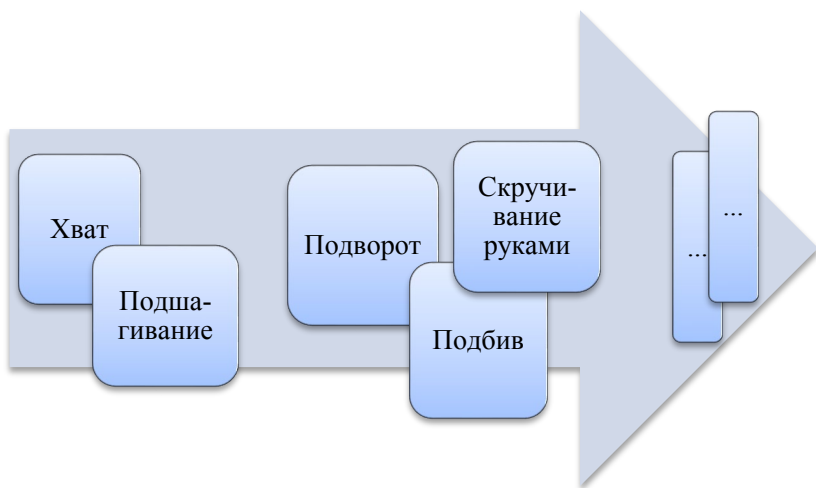 Хват
Подша-
гивание
Подворот
Подбив
Скручи-
вание
руками
...
...